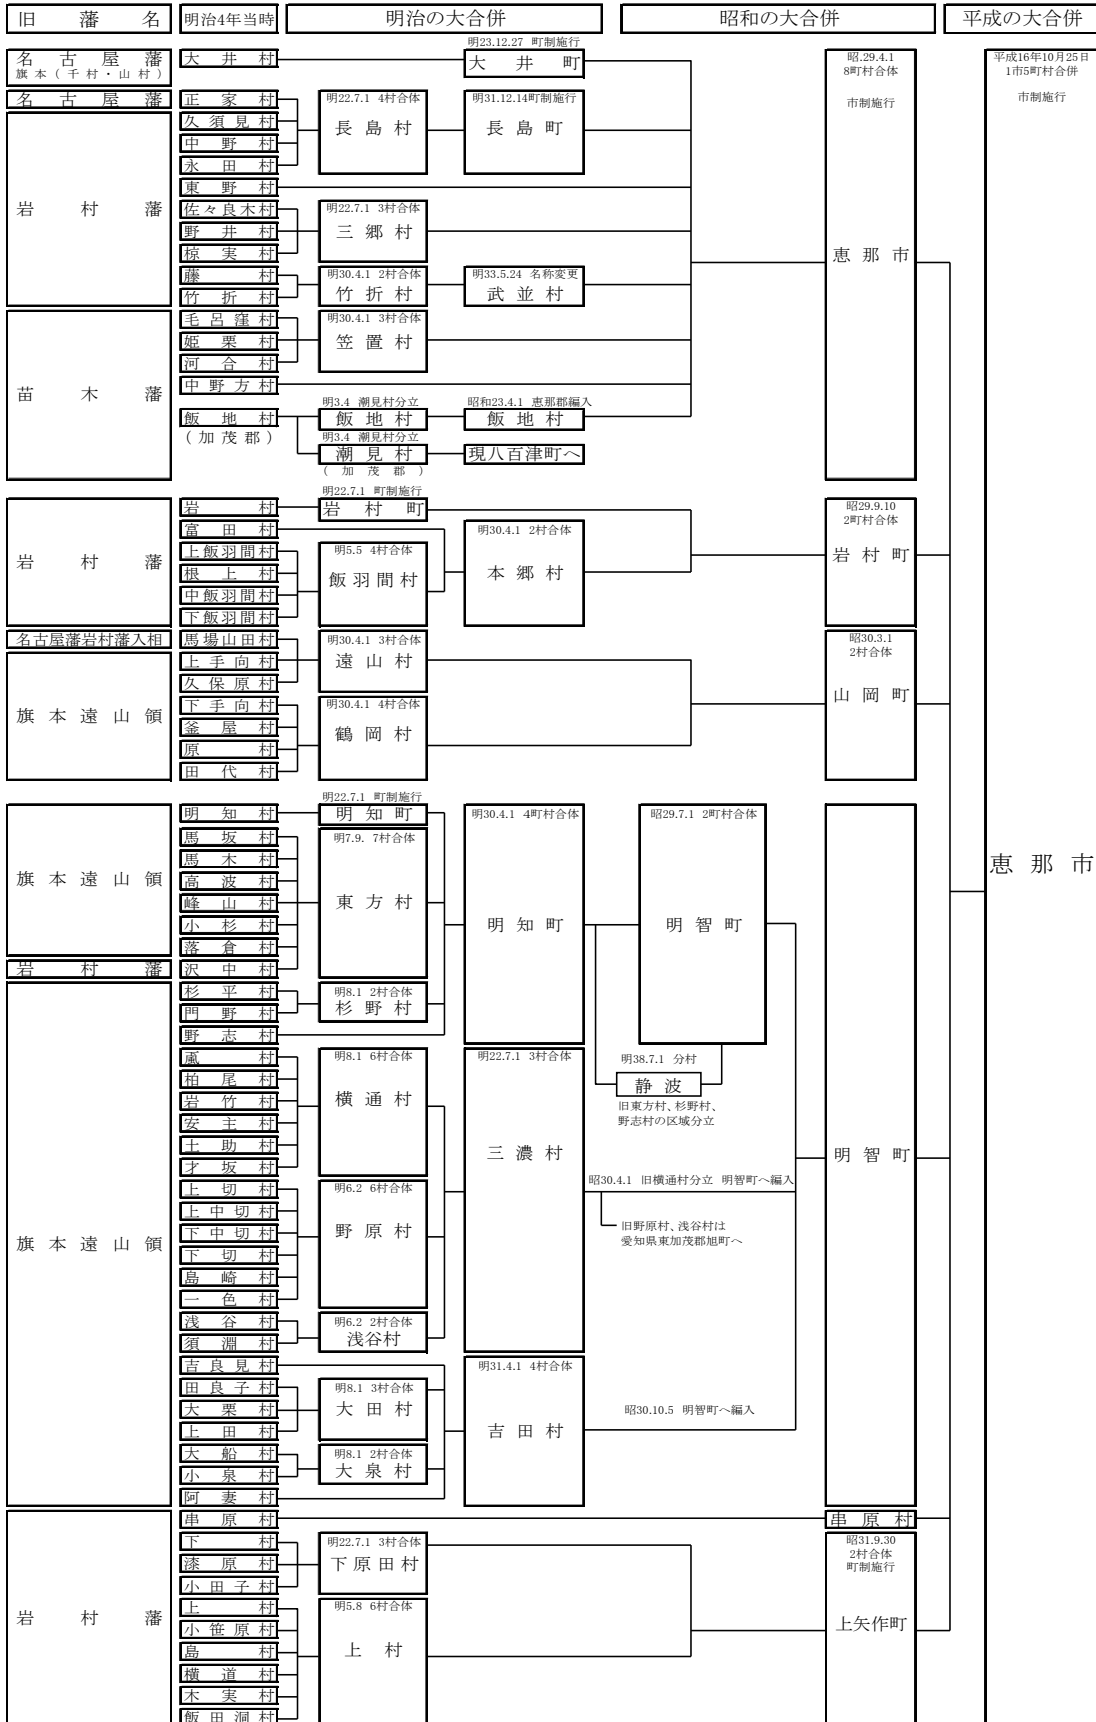 旧藩名
明治4年当時
明治の大合併
昭和の大合併
平成の大合併
名古屋藩
旗本(千村・山村)
大井村
明23.12.27 町制施行
大井町
昭.29.4.1
8町村合体
市制施行
平成16年10月25日
1市5町村合併
市制施行
名古屋藩
正家村
久須見村
中野村
永田村
明22.7.1 4村合体
長島村
明31.12.14町制施行
長島町
岩村藩
東野村
佐々良木村
野井村
椋実村
明22.7.1 3村合体
三郷村
恵那市
藤村
竹折村
明30.4.1 2村合体
竹折村
明33.5.24 名称変更
武並村
苗木藩
毛呂窪村
姫栗村
河合村
明30.4.1 3村合体
笠置村
中野方村
飯地村
(加茂郡)
明3.4 潮見村分立
飯地村
昭和23.4.1 恵那郡編入
飯地村
明3.4 潮見村分立
潮見村
(加茂郡)
現八百津町へ
岩村藩
岩村
明22.7.1 町制施行
岩村町
富田村
上飯羽間村
根上村
中飯羽間村
下飯羽間村
明5.5 4村合体
飯羽間村
明30.4.1 2村合体
本郷村
昭29.9.10
2町村合体
岩村町
名古屋藩岩村藩入相
馬場山田村
上手向村
久保原村
明30.4.1 3村合体
遠山村
昭30.3.1
2村合体
山岡町
旗本遠山領
下手向村
釜屋村
原村
田代村
明30.4.1 4村合体
鶴岡村
旗本遠山領
明知村
明22.7.1 町制施行
明知町
馬坂村
馬木村
高波村
峰山村
小杉村
落倉村
岩村藩
沢中村
明7.9. 7村合体
東方村
明30.4.1 4町村合体
明知町
昭29.7.1 2町村合体
明智町
恵那市
旗本遠山領
杉平村
門野村
明8.1 2村合体
杉野村
野志村
明38.7.1 分村
静波
旧東方村、杉野村、
野志村の区域分立
颪村
柏尾村
岩竹村
安主村
土助村
才坂村
明8.1 6村合体
横通村
明22.7.1 3村合体
三濃村
明智町
上切村
上中切村
下中切村
下切村
島崎村
一色村
明6.2 6村合体
野原村
昭30.4.1 旧横通村分立 明智町へ編入
旧野原村、浅谷村は
愛知県東加茂郡旭町へ
浅谷村
須淵村
明6.2 2村合体
浅谷村
吉良見村
田良子村
大栗村
上田村
明8.1 3村合体
大田村
明31.4.1 4村合体
吉田村
昭30.10.5 明智町へ編入
大船村
小泉村
明8.1 2村合体
大泉村
阿妻村
岩村藩
串原村
串原村
下村
漆原村
小田子村
明22.7.1 3村合体
下原田村
昭31.9.30
2村合体
町制施行
上矢作町
上村
小笹原村
島村
横道村
木実村
飯田洞村
明5.8 6村合体
上村